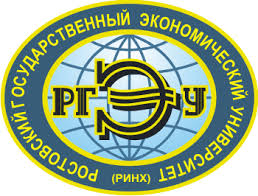 РОСТОВСКИЙ ГОСУДАРСТВЕННЫЙ ЭКОНОМИЧЕСКИЙ УНИВЕРСИТЕТ
РГЭУ
(РИНХ)